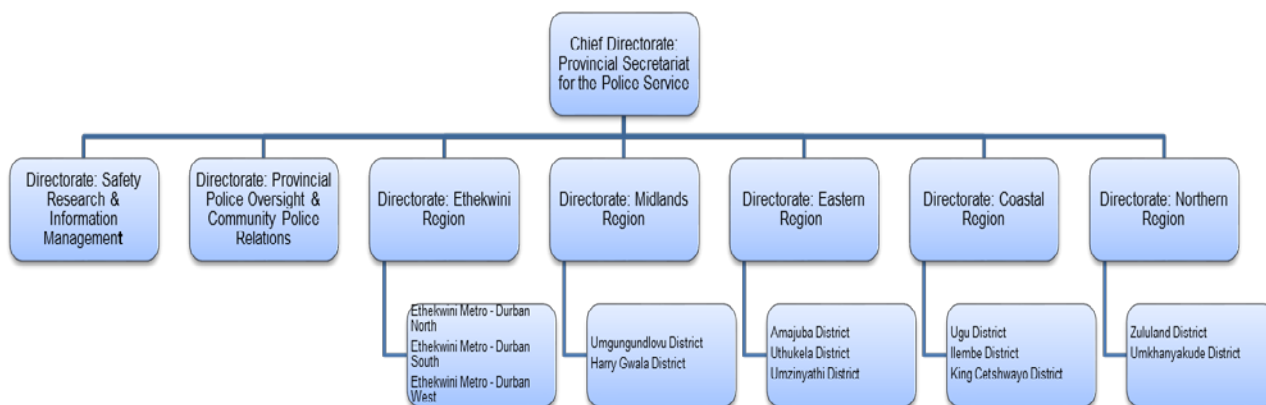 Chief Directorate:
Provincial Secretariat
for the Police Service
Directorate: Safety
Research &
Information
Management
Directorate: Provincial
Police Oversight &
Community Police
Relations
Directorate: Ethekwini
Region
Directorate: Midlands
Region
Directorate: Eastern
Region
Directorate: Coastal
Region
Directorate: Northern
Region
Ethekwini Metro - Durban
North
Ethekwini Metro - Durban
South
Ethekwini Metro - Durban
West
Umgungundlovu District
Harry Gwala District
Amajuba District
Uthukela District
Umzinyathi District
Ugu District
Ilembe District
King Cetshwayo District
Zululand District
Umkhanyakude District